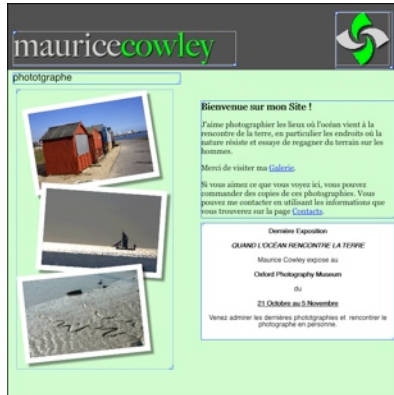 mauricecowley
phototgraphe
Bienvenue sur mon Site !
J'aime photographier les lieux où l'océan vient à la
rencontre de la terre, en particulier les endroits où la
nature résiste et essaye de regagner du terrain sur les
hommes.
Merci de visiter ma Galerie.
Si vous aimez ce que vous voyez ici, vous pouvez
commander des copies de ces photographies. Vous
pouvez me contacter en utilisant les informations que
vous trouverez sur la page Contacts.
Dernière Exposition
QUAND L'OCÉAN RENCONTRE LA TERRE
Maurice Cowley expose au
Oxford Photography Museum
du
21 Octobre au 5 Novembre
Venez admirer les dernières phototgraphies et rencontrer le
photographe en personne.